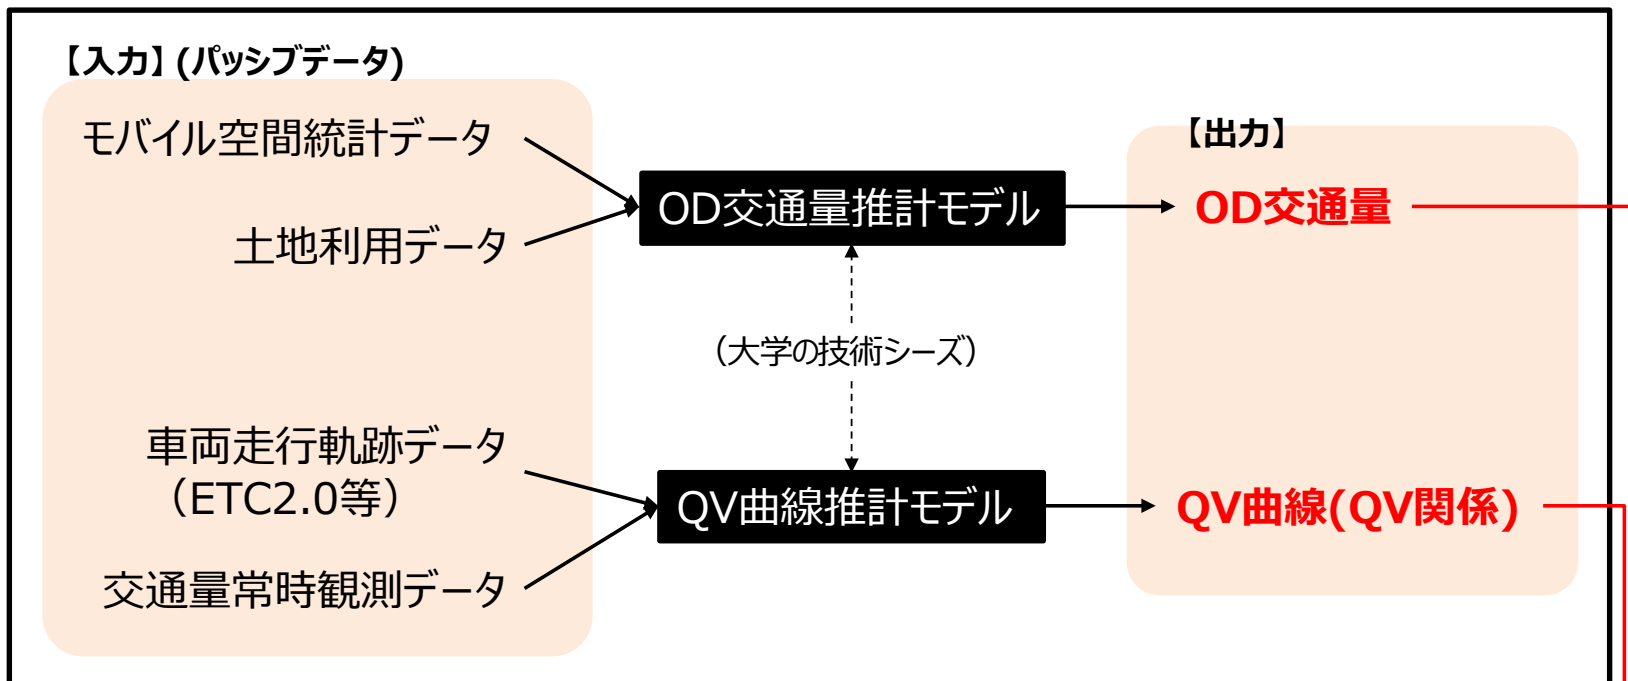 【入力】(パッシブデータ)
モバイル空間統計データ
土地利用データ
車両走行軌跡データ
（ETC2.0等）
交通量常時観測データ
OD交通量推計モデル
（大学の技術シーズ）
QV曲線推計モデル
【出力】
OD交通量
QV曲線(QV関係)